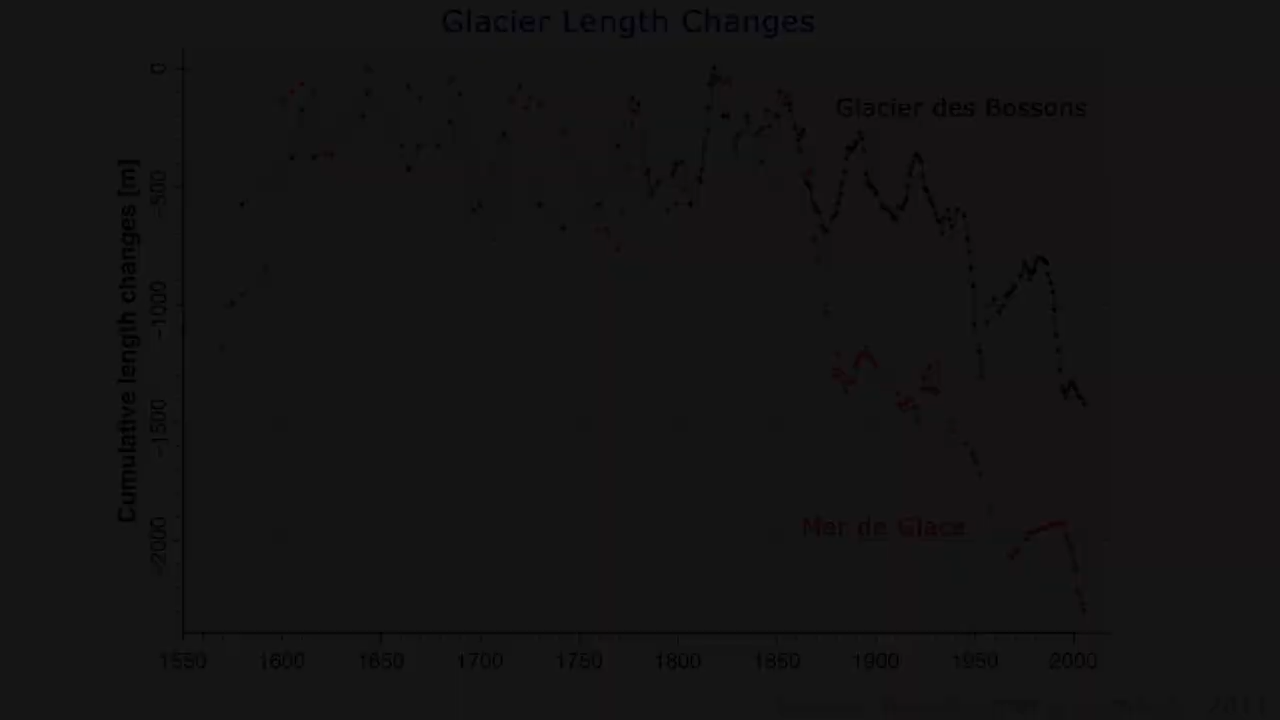 Glacier Length Changes
Glacier des Bossons
Mer de Glace
Cumulative length changes [m]
0
−500
−1000
−1500
−2000
1550 1600 1650 1700 1750 1800 1850 1900 1950 2000